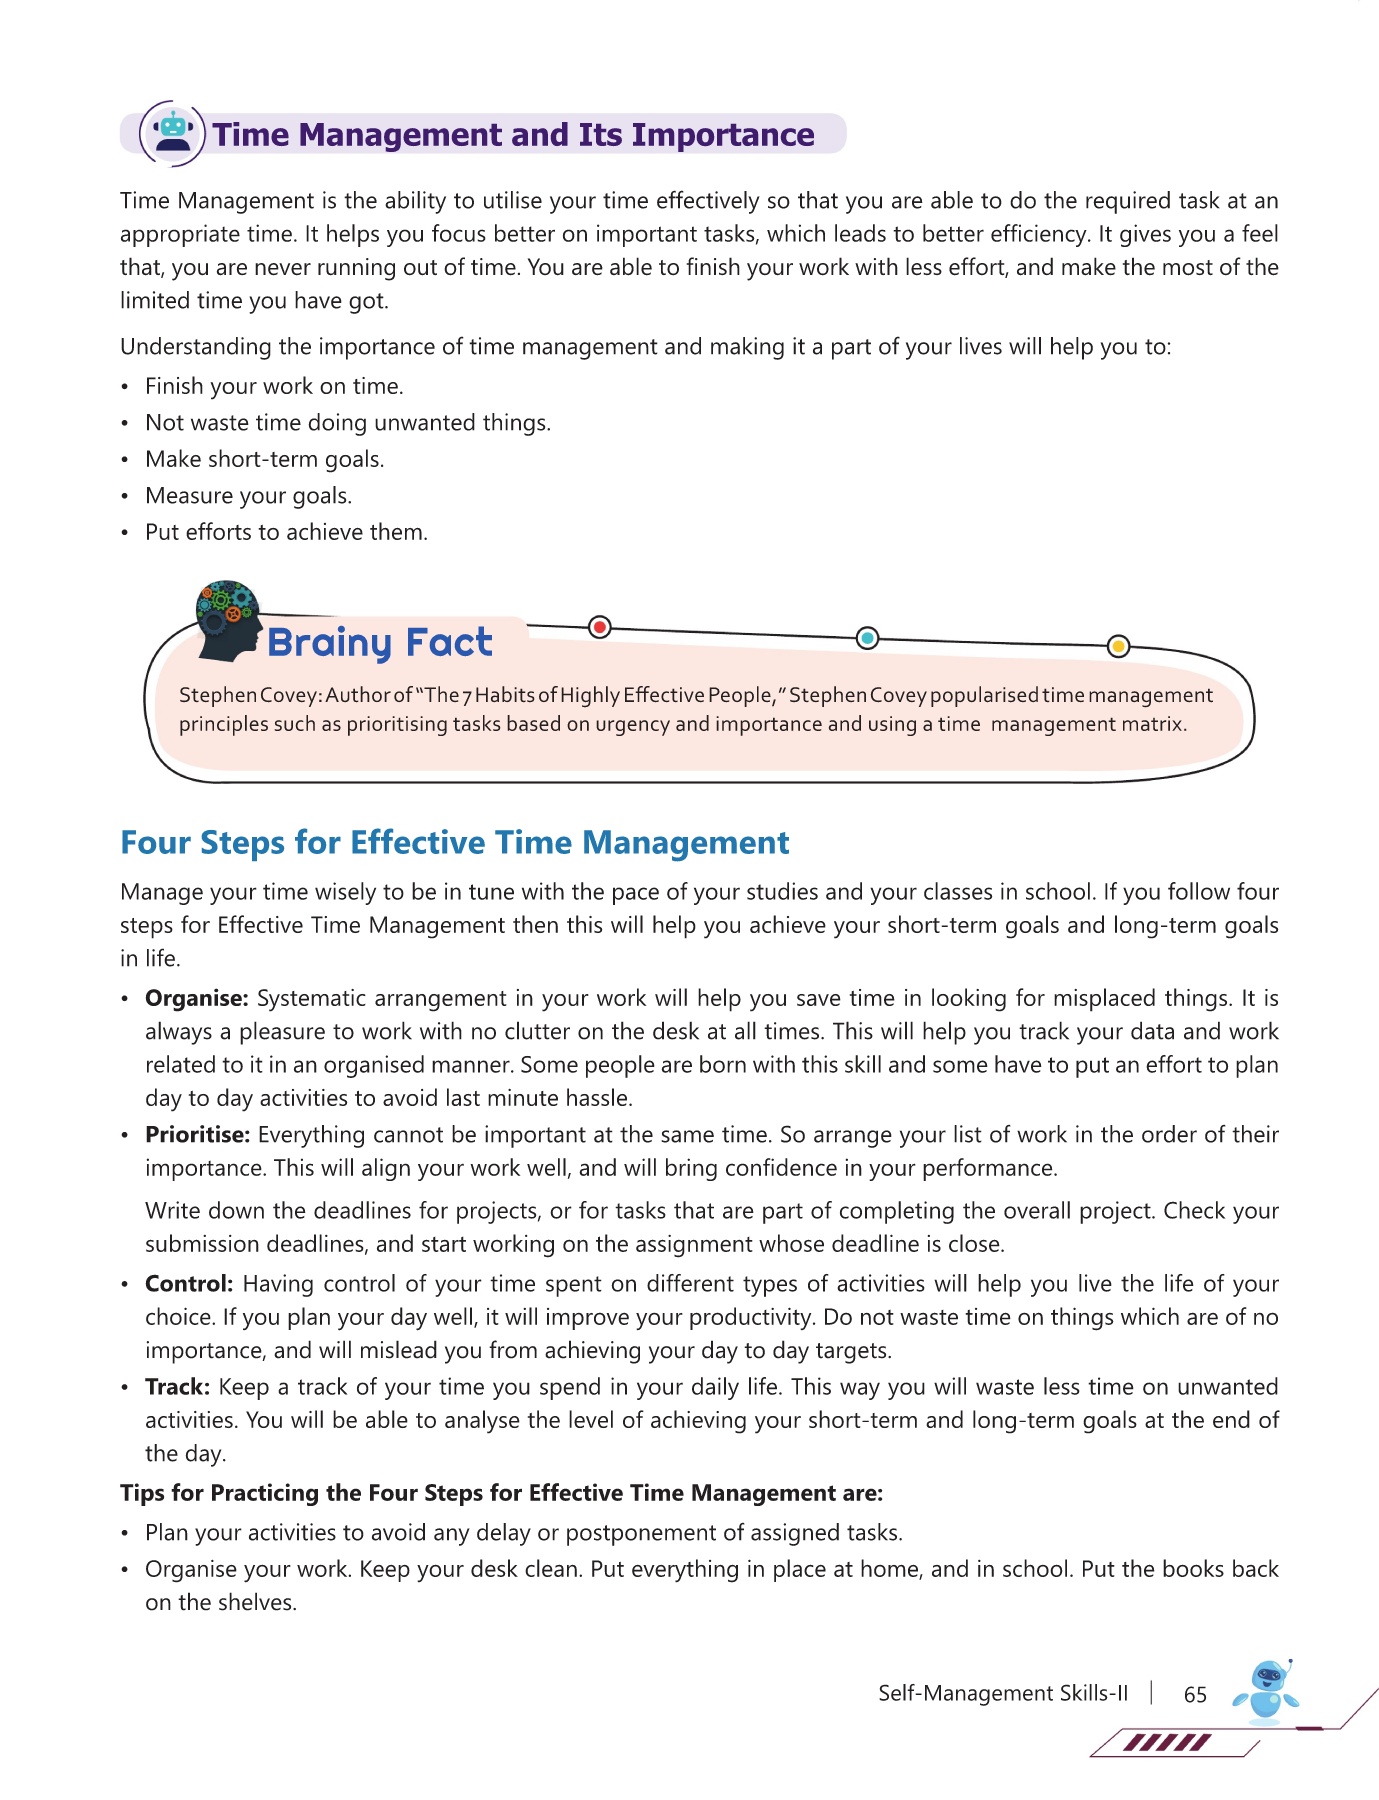 Time Management and Its Importance
Time Management is the ability to utilise your time effectively so that you are able to do the required task at an
appropriate time. It helps you focus better on important tasks, which leads to better efficiency. It gives you a feel
that, you are never running out of time. You are able to finish your work with less effort, and make the most of the
limited time you have got.
Understanding the importance of time management and making it a part of your lives will help you to:
• Finish your work on time.
• Not waste time doing unwanted things.
• Make short-term goals.
• Measure your goals.
• Put efforts to achieve them.
Brainy Fact
Stephen Covey: Author of “The 7 Habits of Highly Effective People,” Stephen Covey popularised time management
principles such as prioritising tasks based on urgency and importance and using a time management matrix.
Four Steps for Effective Time Management
Manage your time wisely to be in tune with the pace of your studies and your classes in school. If you follow four
steps for Effective Time Management then this will help you achieve your short-term goals and long-term goals
in life.
• Organise: Systematic arrangement in your work will help you save time in looking for misplaced things. It is
always a pleasure to work with no clutter on the desk at all times. This will help you track your data and work
related to it in an organised manner. Some people are born with this skill and some have to put an effort to plan
day to day activities to avoid last minute hassle.
• Prioritise: Everything cannot be important at the same time. So arrange your list of work in the order of their
importance. This will align your work well, and will bring confidence in your performance.
Write down the deadlines for projects, or for tasks that are part of completing the overall project. Check your
submission deadlines, and start working on the assignment whose deadline is close.
• Control: Having control of your time spent on different types of activities will help you live the life of your
choice. If you plan your day well, it will improve your productivity. Do not waste time on things which are of no
importance, and will mislead you from achieving your day to day targets.
• Track: Keep a track of your time you spend in your daily life. This way you will waste less time on unwanted
activities. You will be able to analyse the level of achieving your short-term and long-term goals at the end of
the day.
Tips for Practicing the Four Steps for Effective Time Management are:
• Plan your activities to avoid any delay or postponement of assigned tasks.
• Organise your work. Keep your desk clean. Put everything in place at home, and in school. Put the books back
on the shelves.
Self-Management Skills-II | 65